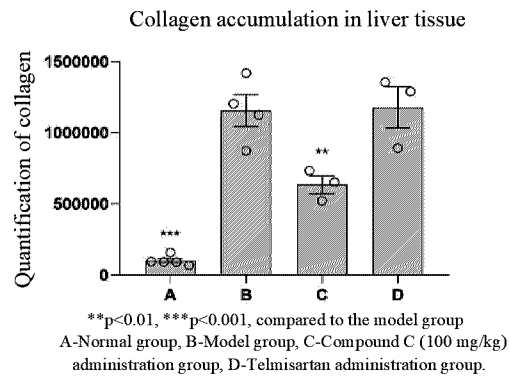 Collagen accumulation in liver tissue
Quantification of collagen
1500000
1000000
500000
0
***
**
A B C D
**p<0.01, ***p<0.001, compared to the model group
A-Normal group, B-Model group, C-Compound C (100 mg/kg)
administration group, D-Telmisartan administration group.